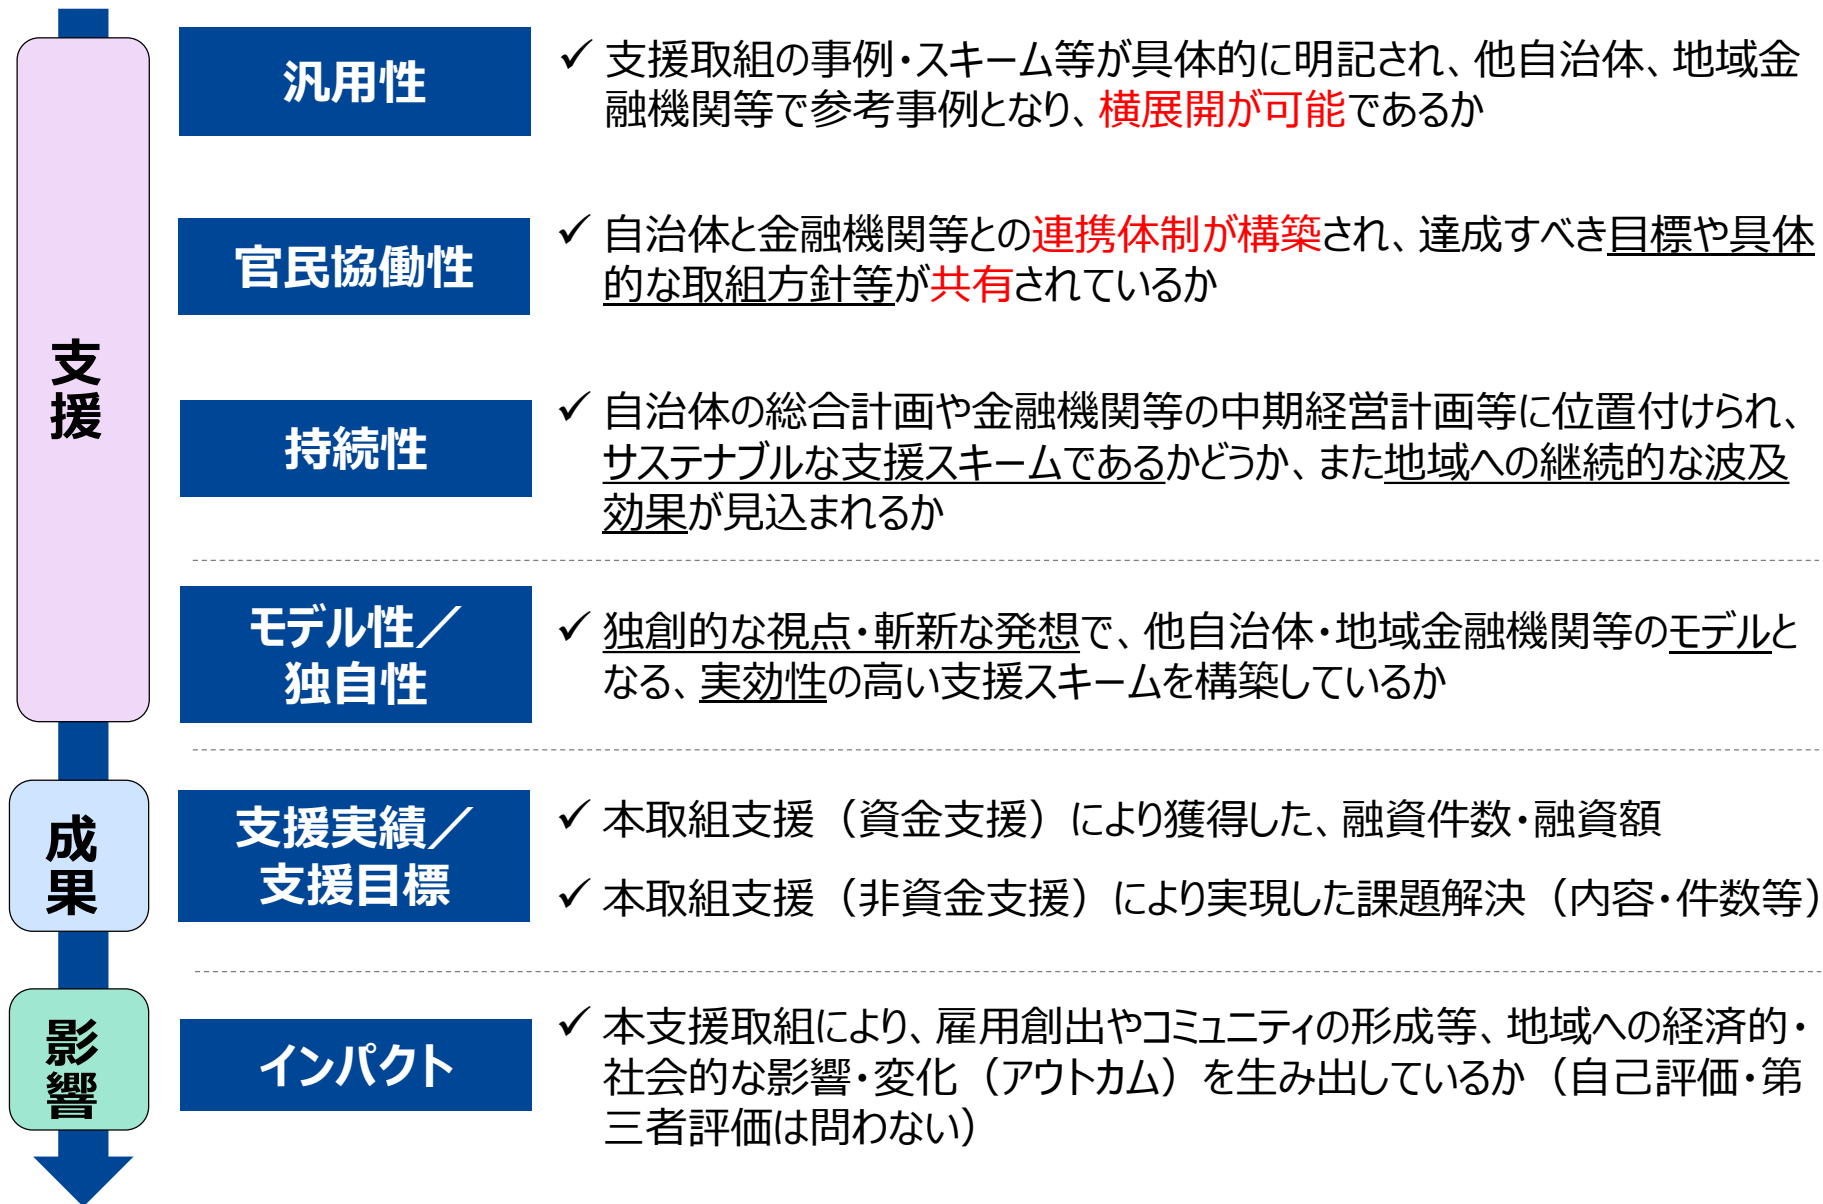 支援
汎用性
✓ 支援取組の事例・スキーム等が具体的に明記され、他自治体、地域金
融機関等で参考事例となり、横展開が可能であるか
官民協働性
✓ 自治体と金融機関等との連携体制が構築され、達成すべき目標や具体
的な取組方針等が共有されているか
持続性
✓ 自治体の総合計画や金融機関等の中期経営計画等に位置付けられ、
サステナブルな支援スキームであるかどうか、また地域への継続的な波及
効果が見込まれるか
モデル性／
独自性
✓ 独創的な視点・斬新な発想で、他自治体・地域金融機関等のモデルと
なる、実効性の高い支援スキームを構築しているか
成果
支援実績／
支援目標
✓ 本取組支援（資金支援）により獲得した、融資件数・融資額
✓ 本取組支援（非資金支援）により実現した課題解決（内容・件数等）
影響
インパクト
✓ 本支援取組により、雇用創出やコミュニティの形成等、地域への経済的・
社会的な影響・変化（アウトカム）を生み出しているか（自己評価・第
三者評価は問わない）